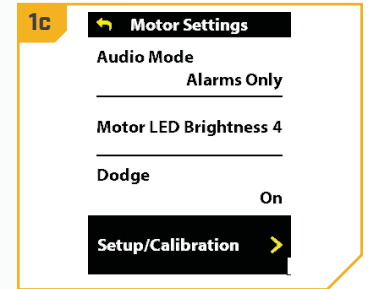 1c
Motor Settings
Audio Mode
Alarms Only
Motor LED Brightness 4
Dodge
On
Setup/Calibration